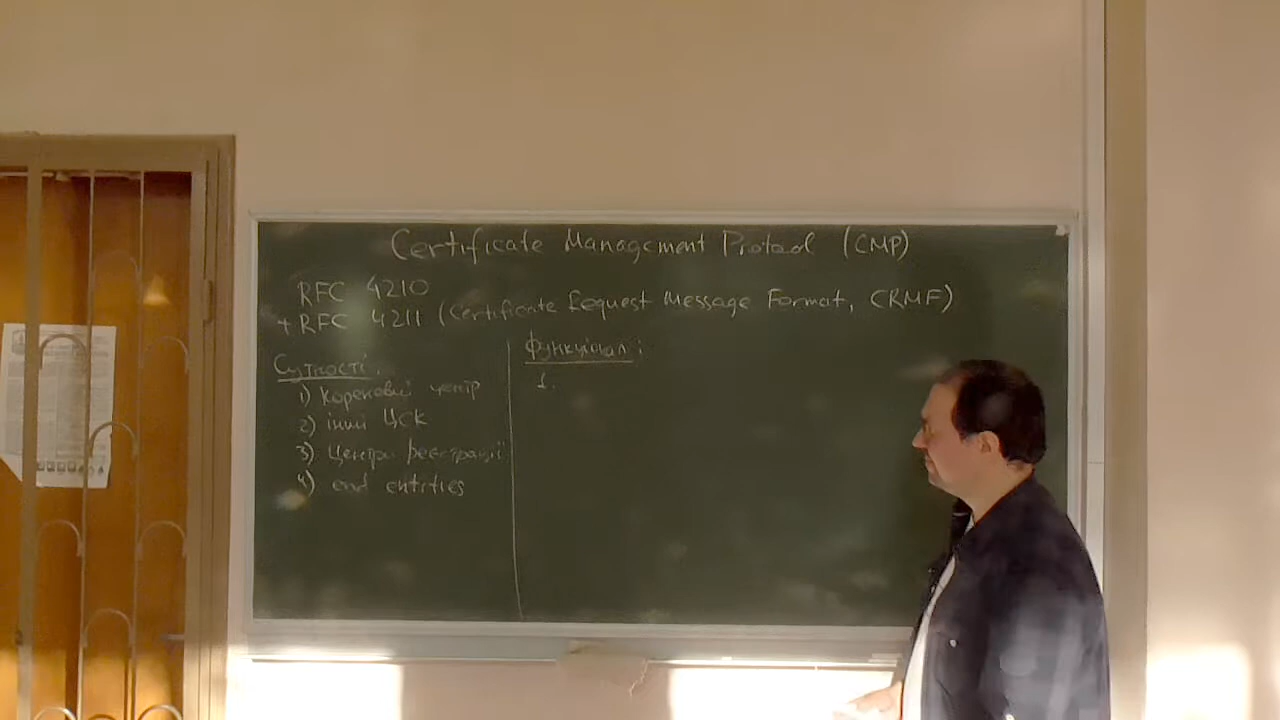 Certificate Management Protocol (CMP)
RFC 4210
+ RFC 4211 (Certificate Request Message Format, CRMF)
Сутності:
1) Кореневий центр
2) інші ЦСК
3) Центри реєстрації
4) end entities
Функціонал:
1.